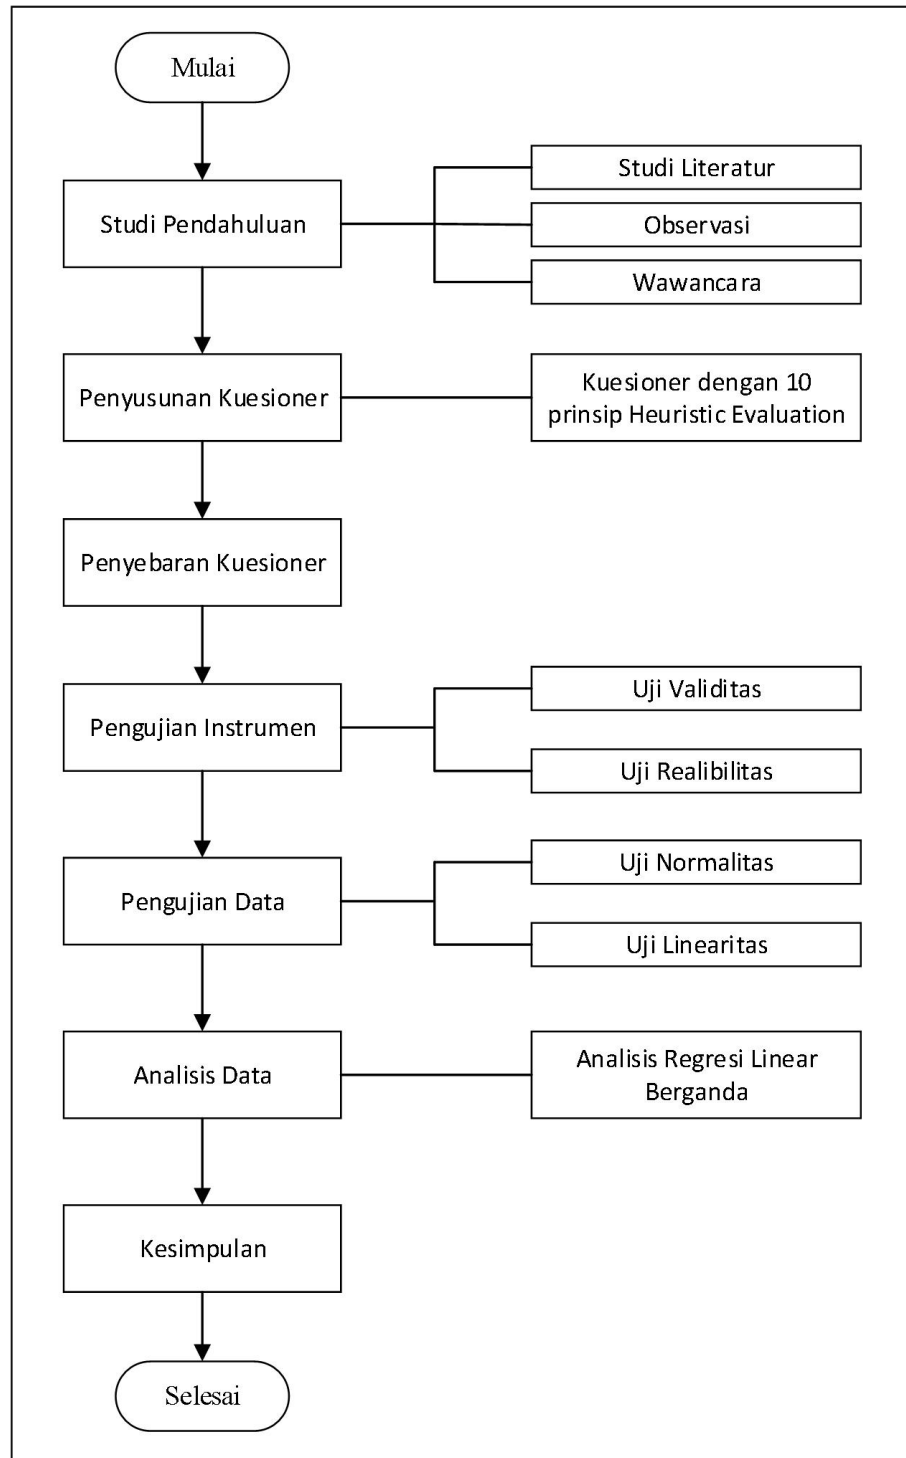 Mulai
Studi Pendahuluan
Studi Literatur
Observasi
Wawancara
Penyusunan Kuesioner
Kuesioner dengan 10
prinsip Heuristic Evaluation
Penyebaran Kuesioner
Pengujian Instrumen
Uji Validitas
Uji Realibilitas
Pengujian Data
Uji Normalitas
Uji Linearitas
Analisis Data
Analisis Regresi Linear
Berganda
Kesimpulan
Selesai